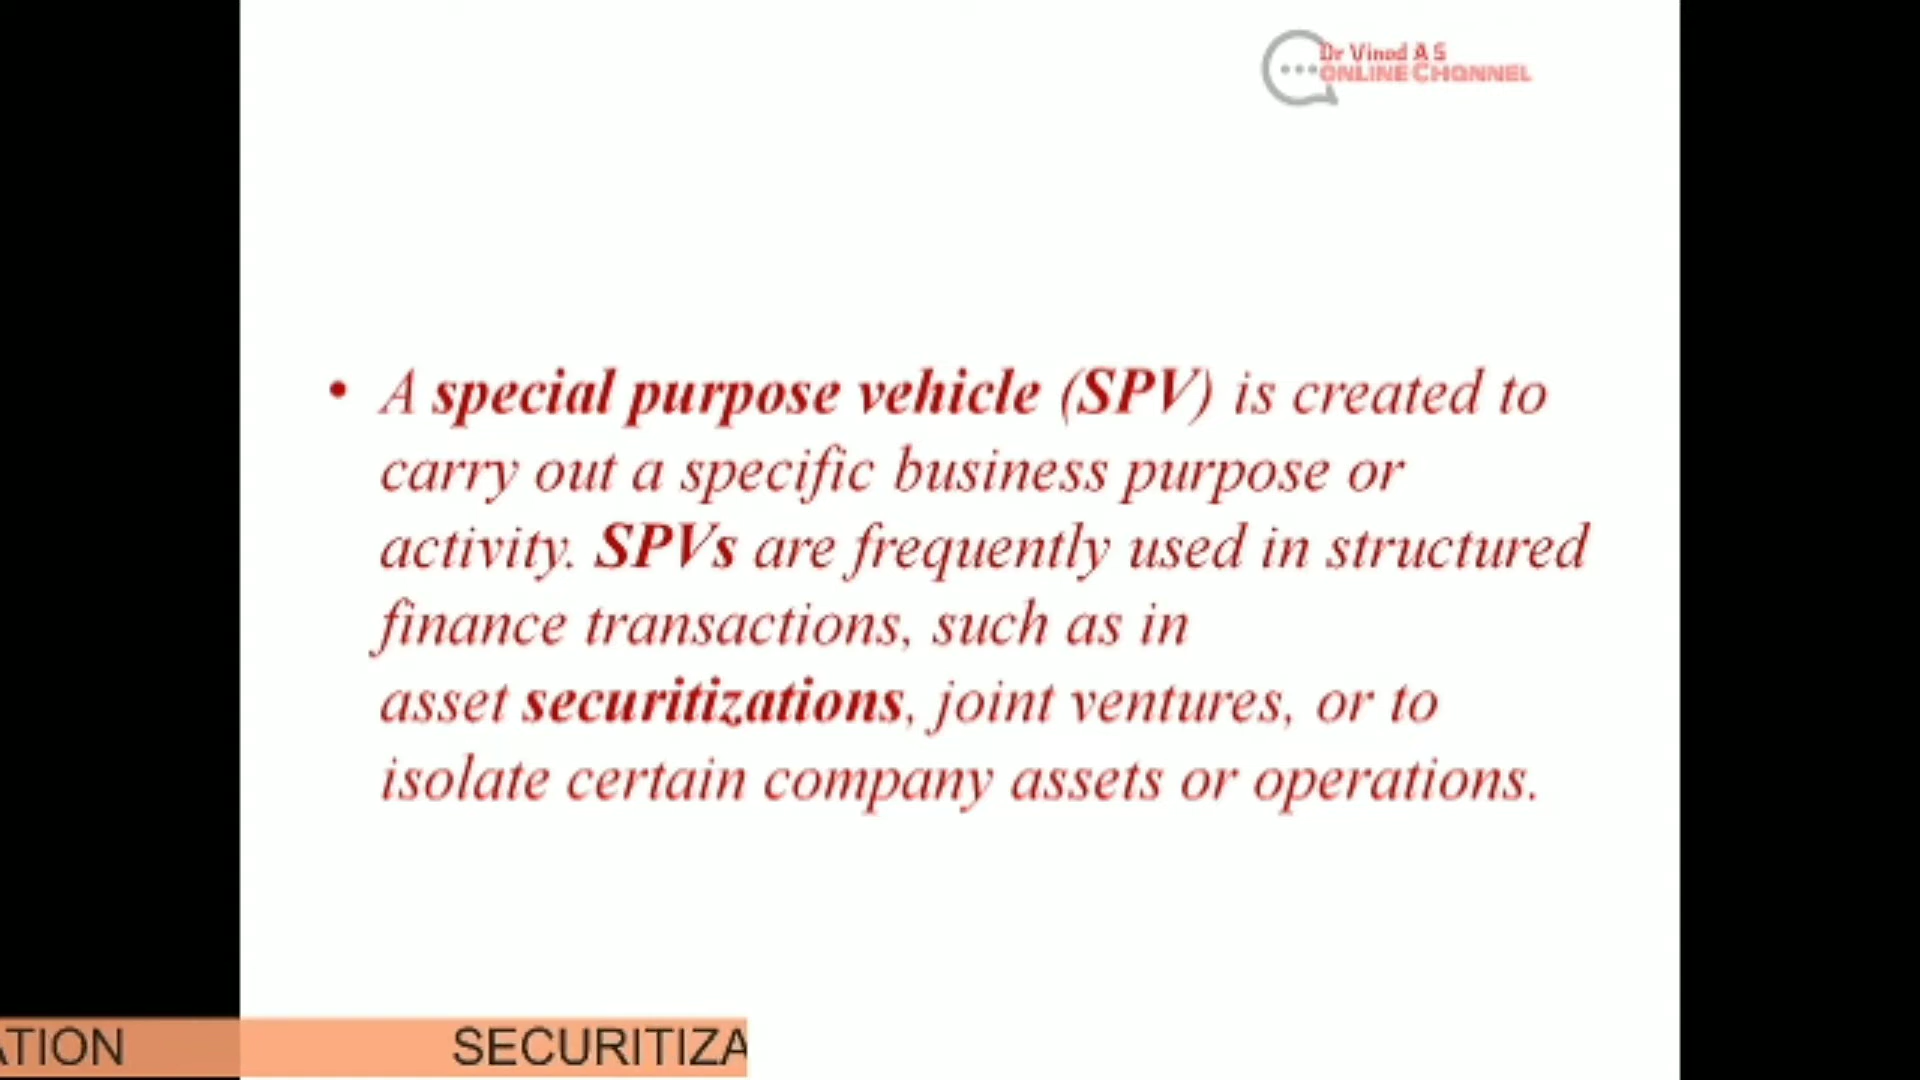 Dr Vinod A S
ONLINE CHANNEL
• A special purpose vehicle (SPV) is created to
carry out a specific business purpose or
activity. SPVs are frequently used in structured
finance transactions, such as in
asset securitizations, joint ventures, or to
isolate certain company assets or operations.
ATION SECURITIZA